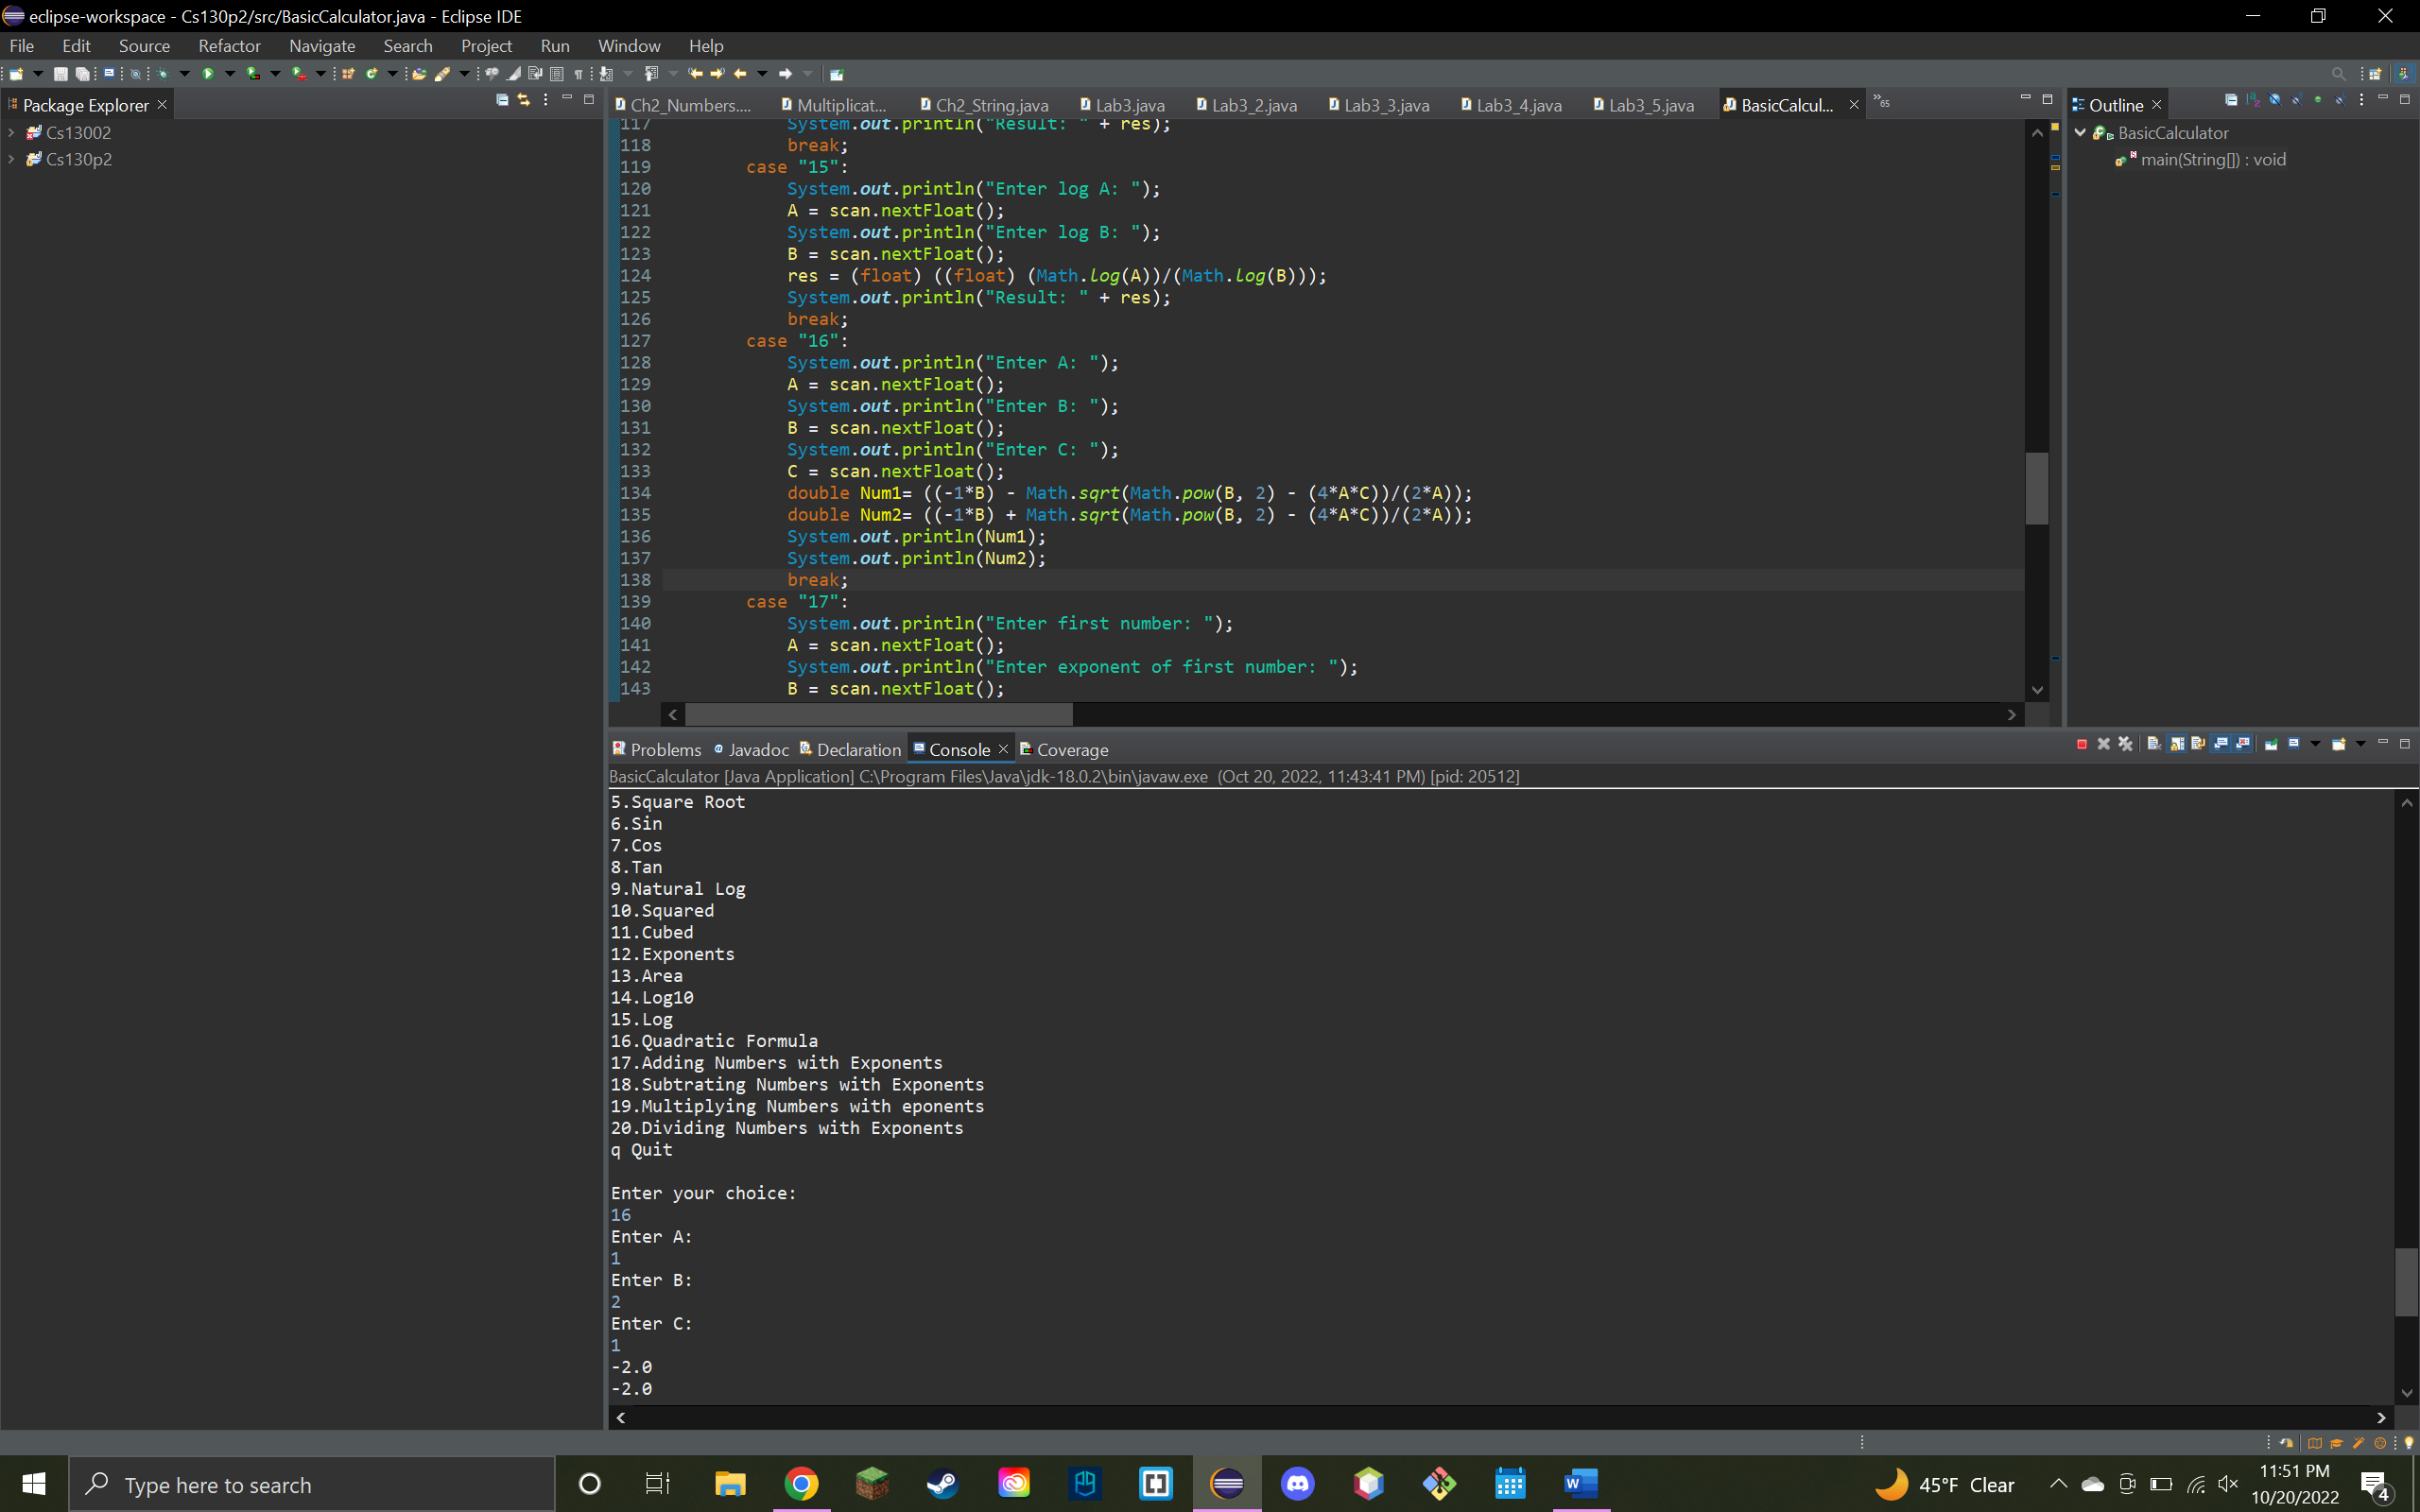 eclipse-workspace - Cs130p2/src/BasicCalculator.java - Eclipse IDE
File Edit Source Refactor Navigate Search Project Run Window Help
Package Explorer
Cs13002
Cs130p2
Ch2_Numbers.... Multiplicat... Ch2_String.java Lab3.java Lab3_2.java Lab3_3.java Lab3_4.java Lab3_5.java BasicCalcul... »65
117 System.out.println("Result: " + res);
118 break;
119 case "15":
120 System.out.println("Enter log A: ");
121 A = scan.nextFloat();
122 System.out.println("Enter log B: ");
123 B = scan.nextFloat();
124 res = (float) ((float) (Math.log(A))/(Math.log(B)));
125 System.out.println("Result: " + res);
126 break;
127 case "16":
128 System.out.println("Enter A: ");
129 A = scan.nextFloat();
130 System.out.println("Enter B: ");
131 B = scan.nextFloat();
132 System.out.println("Enter C: ");
133 C = scan.nextFloat();
134 double Num1= ((-1*B) - Math.sqrt(Math.pow(B, 2) - (4*A*C))/(2*A));
135 double Num2= ((-1*B) + Math.sqrt(Math.pow(B, 2) - (4*A*C))/(2*A));
136 System.out.println(Num1);
137 System.out.println(Num2);
138 break;
139 case "17":
140 System.out.println("Enter first number: ");
141 A = scan.nextFloat();
142 System.out.println("Enter exponent of first number: ");
143 B = scan.nextFloat();
Outline
BasicCalculator
main(String[]) : void
Problems Javadoc Declaration Console Coverage
BasicCalculator [Java Application] C:\Program Files\Java\jdk-18.0.2\bin\javaw.exe (Oct 20, 2022, 11:43:41 PM) [pid: 20512]
5.Square Root
6.Sin
7.Cos
8.Tan
9.Natural Log
10.Squared
11.Cubed
12.Exponents
13.Area
14.Log10
15.Log
16.Quadratic Formula
17.Adding Numbers with Exponents
18.Subtrating Numbers with Exponents
19.Multiplying Numbers with eponents
20.Dividing Numbers with Exponents
q Quit
Enter your choice:
16
Enter A:
1
Enter B:
2
Enter C:
1
-2.0
-2.0
Type here to search
45°F Clear
11:51 PM
10/20/2022
4